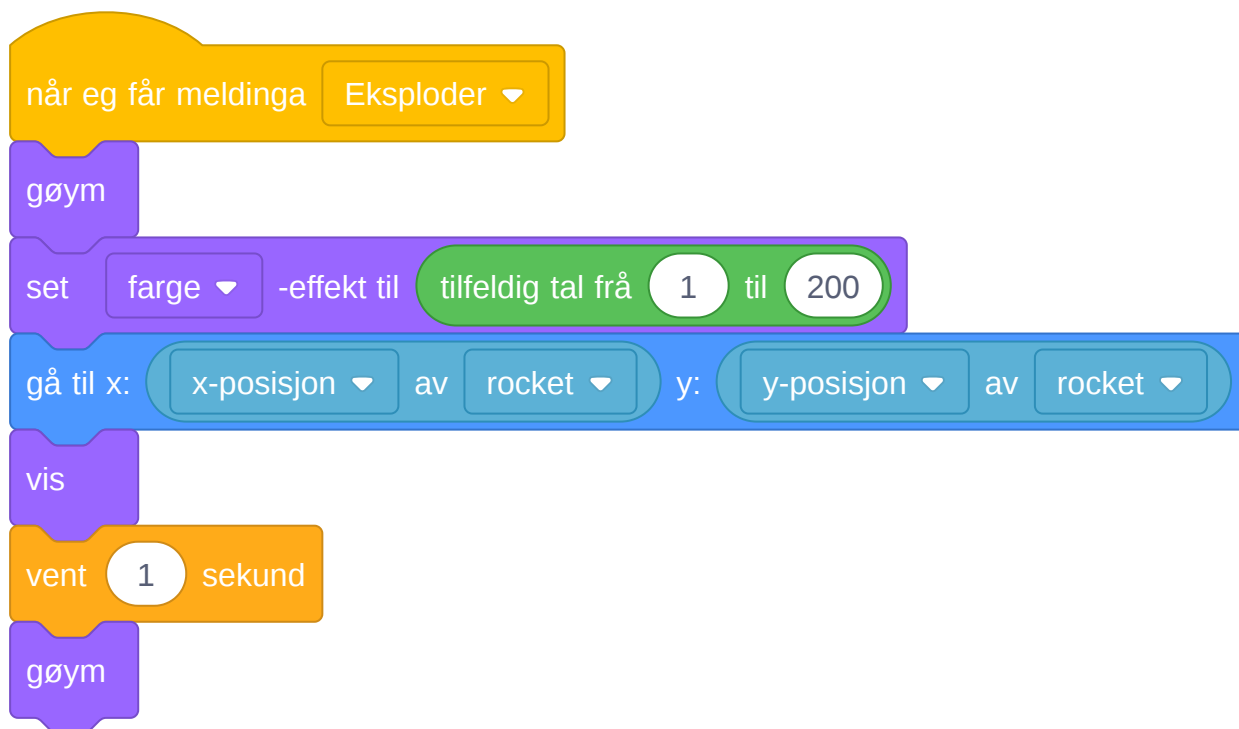 når eg får meldinga Eksploder
gøym
set farge -effekt til tilfeldig tal frå 1 til 200
gå til x: x-posisjon av rocket y: y-posisjon av rocket
vis
vent 1 sekund
gøym